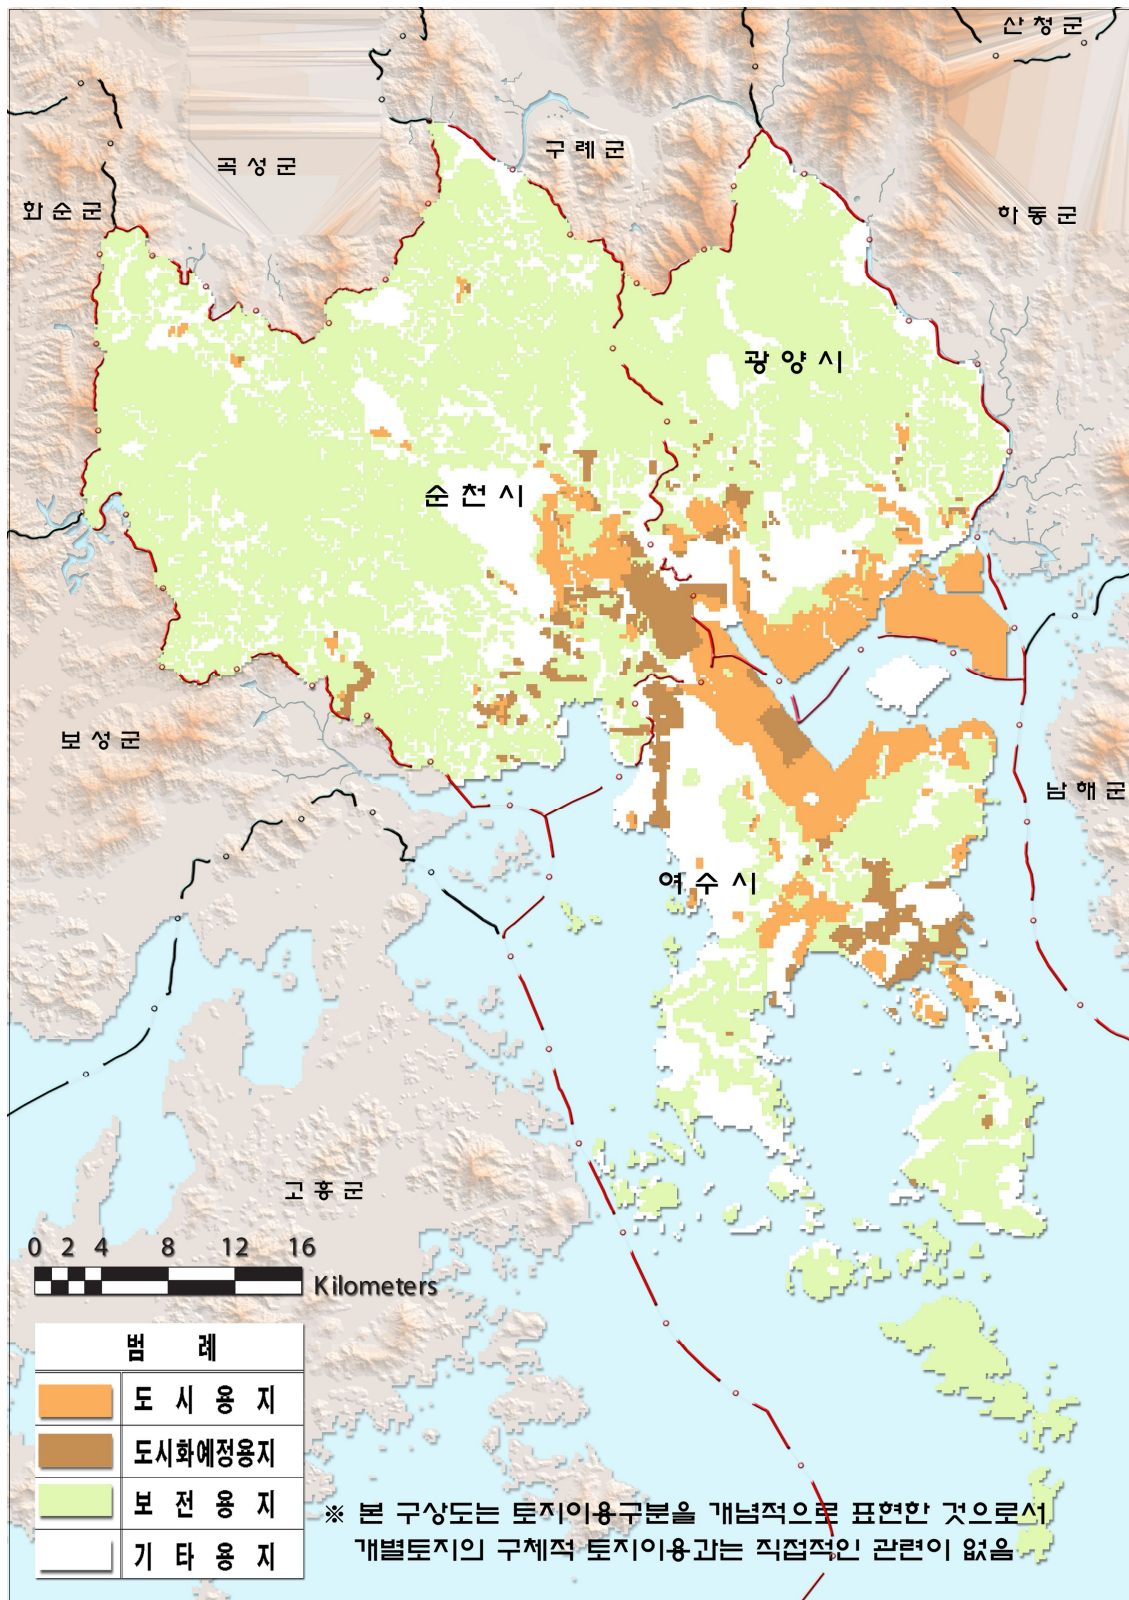 산청군
구례군
곡성군
화순군
하동군
광양시
순천시
보성군
남해군
여수시
고흥군
0 2 4 8 12 16
Kilometers
범 례
도 시 용 지
도시화예정용지
보 전 용 지
기 타 용 지
※ 본 구상도는 토지이용구분을 개념적으로 표현한 것으로서
개별토지의 구체적 토지이용과는 직접적인 관련이 없음